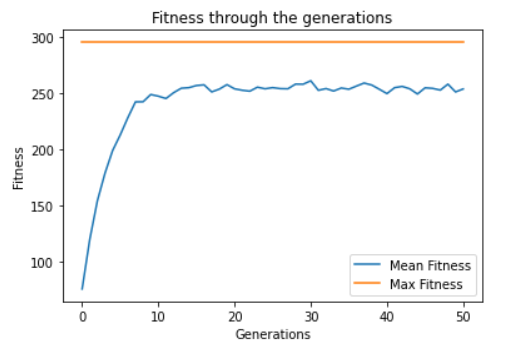 Fitness through the generations
300
250
200
150
100
Fitness
0 10 20 30 40 50
Generations
Mean Fitness
Max Fitness